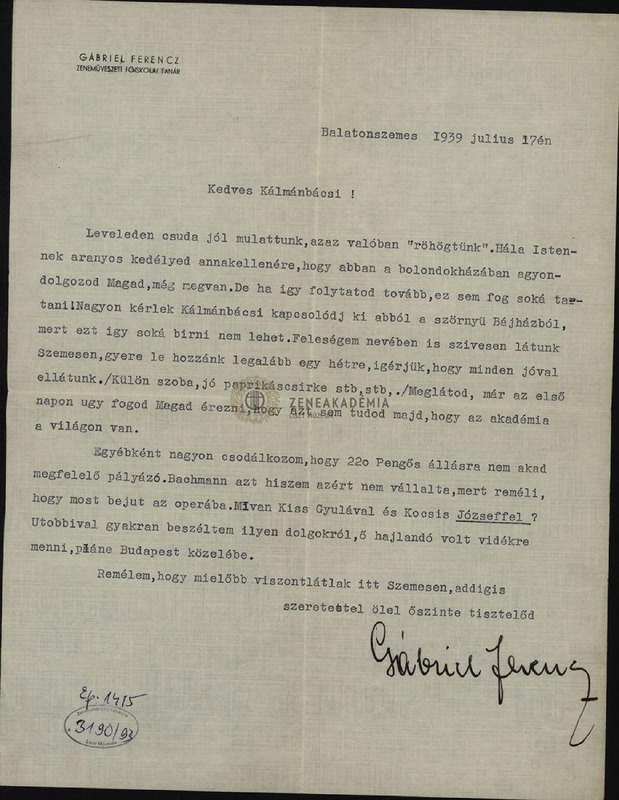 GÁBRIEL FERENCZ
ZENEMŰVÉSZETI FŐISKOLAI TANÁR
Balatonszemes 1939 julius 17én
Kedves Kálmánbácsi !
Leveleden csuda jól mulattunk,azaz valóban "röhögtünk".Hála Isten-
nek aranyos kedélyed annakellenére,hogy abban a bolondokházában agyon-
dolgozod Magad,még megvan.De ha igy folytatod tovább,ez sem fog soká tar-
tani!Nagyon kérlek Kálmánbácsi kapcsolódj ki abból a szörnyü Bájházból,
mert ezt igy soká birni nem lehet.Feleségem nevében is szivesen látunk
Szemesen,gyere le hozzánk legalább egy hétre,igérjük,hogy minden jóval
ellátunk./Külön szoba,jó paprikáscsirke stb,stb,./Meglátod, már az első
napon ugy fogod Magad érezni,hogy azt sem tudod majd,hogy az akadémia
ZENEAKADÉMIA
a világon van.
Egyébként nagyon csodálkozom,hogy 22o Pengős állásra nem akad
megfelelő pályázó.Bachmann azt hiszem azért nem vállalta,mert reméli,
hogy most bejut az operába.Mivan Kiss Gyulával és Kocsis Józseffel ?
Utobbival gyakran beszéltem ilyen dolgokról,ő hajlandó volt vidékre
menni,pláne Budapest közelébe.
Remélem,hogy mielőbb viszontlátlak itt Szemesen,addigis
szeretettel ölel őszinte tisztelőd
Gábriel Ferencz
Ep. 1415
3190/93
Liszt Múzeum